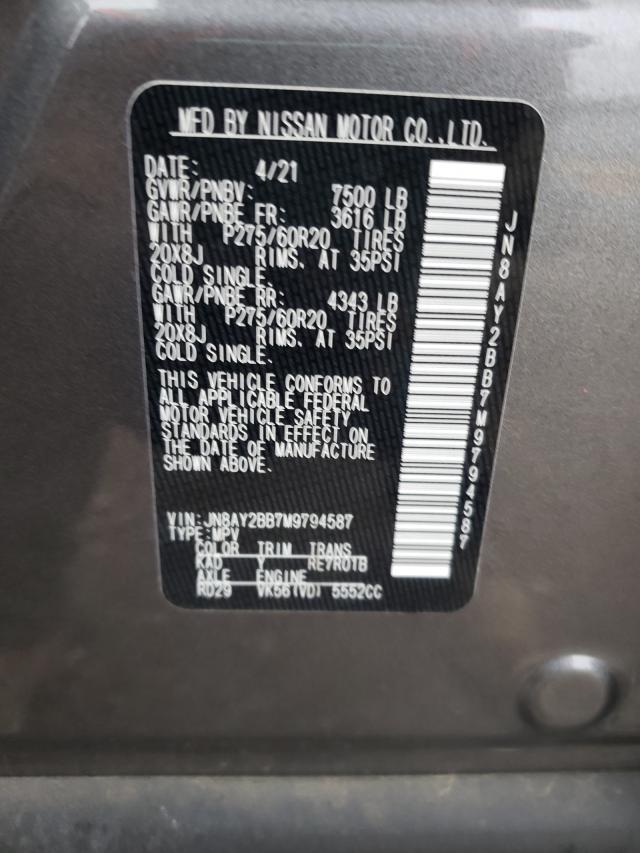 MFD BY NISSAN MOTOR CO.,LTD.
DATE: 4/21
GVWR/PNBV: 7500 LB
GAWR/PNBE FR: 3616 LB
WITH P275/60R20 TIRES
20X8J RIMS, AT 35PSI
COLD SINGLE.
GAWR/PNBE RR: 4343 LB
WITH P275/60R20 TIRES
20X8J RIMS, AT 35PSI
COLD SINGLE.
THIS VEHICLE CONFORMS TO
ALL APPLICABLE FEDERAL
MOTOR VEHICLE SAFETY
STANDARDS IN EFFECT ON
THE DATE OF MANUFACTURE
SHOWN ABOVE.
VIN: JN8AY2BB7M9794587
TYPE: MPV
COLOR TRIM TRANS
KAD Y RE7R01B
AXLE ENGINE
RD29 VK56(VD) 5552CC
JN8AY2BB7M9794587